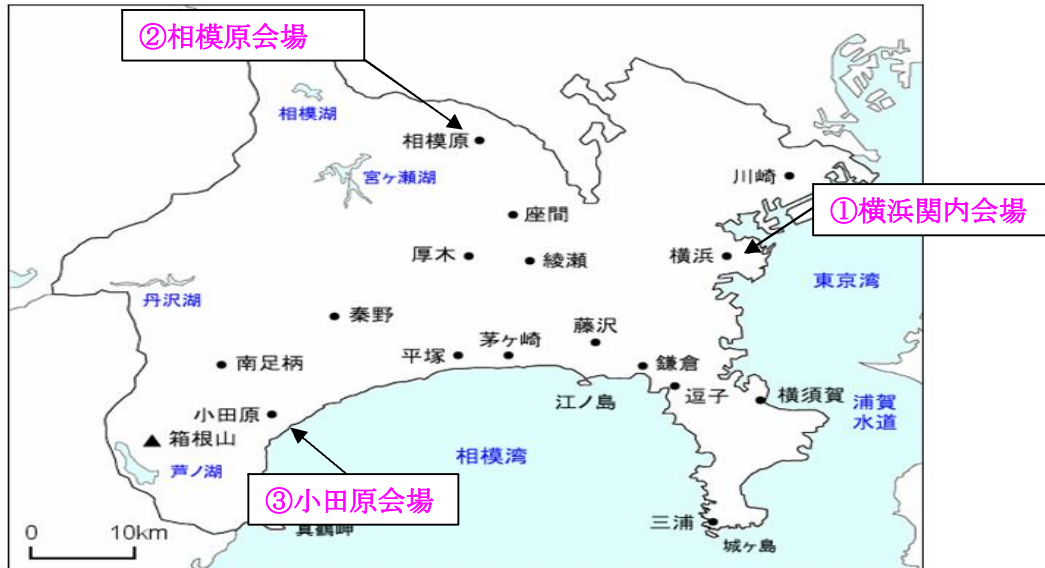 ②相模原会場
相模湖
相模原
宮ヶ瀬湖
川崎
①横浜関内会場
座間
厚木
綾瀬
横浜
東京湾
丹沢湖
秦野
藤沢
茅ヶ崎
平塚
南足柄
鎌倉
江ノ島
逗子
横須賀
浦賀
水道
小田原
箱根山
芦ノ湖
相模湾
③小田原会場
0 10km
真鶴岬
三浦
城ヶ島